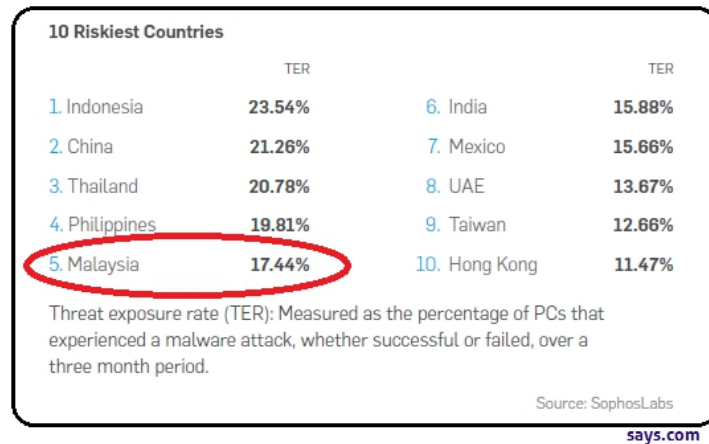 10 Riskiest Countries
TER
1. Indonesia 23.54%
2. China 21.26%
3. Thailand 20.78%
4. Philippines 19.81%
5. Malaysia 17.44%
TER
6. India 15.88%
7. Mexico 15.66%
8. UAE 13.67%
9. Taiwan 12.66%
10. Hong Kong 11.47%
Threat exposure rate (TER): Measured as the percentage of PCs that
experienced a malware attack, whether successful or failed, over a
three month period.
Source: SophosLabs
says.com